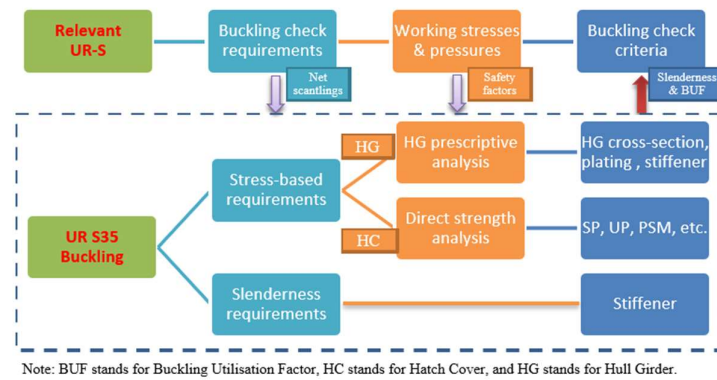 Relevant
UR-S
Buckling check
requirements
Working stresses
& pressures
Buckling check
criteria
Net
scantlings
Safety
factors
Slenderness
& BUF
HG
HG prescriptive
analysis
HG cross-section,
plating , stiffener
Stress-based
requirements
UR S35
Buckling
HC
Direct strength
analysis
SP, UP, PSM, etc.
Slenderness
requirements
Stiffener
Note: BUF stands for Buckling Utilisation Factor, HC stands for Hatch Cover, and HG stands for Hull Girder.